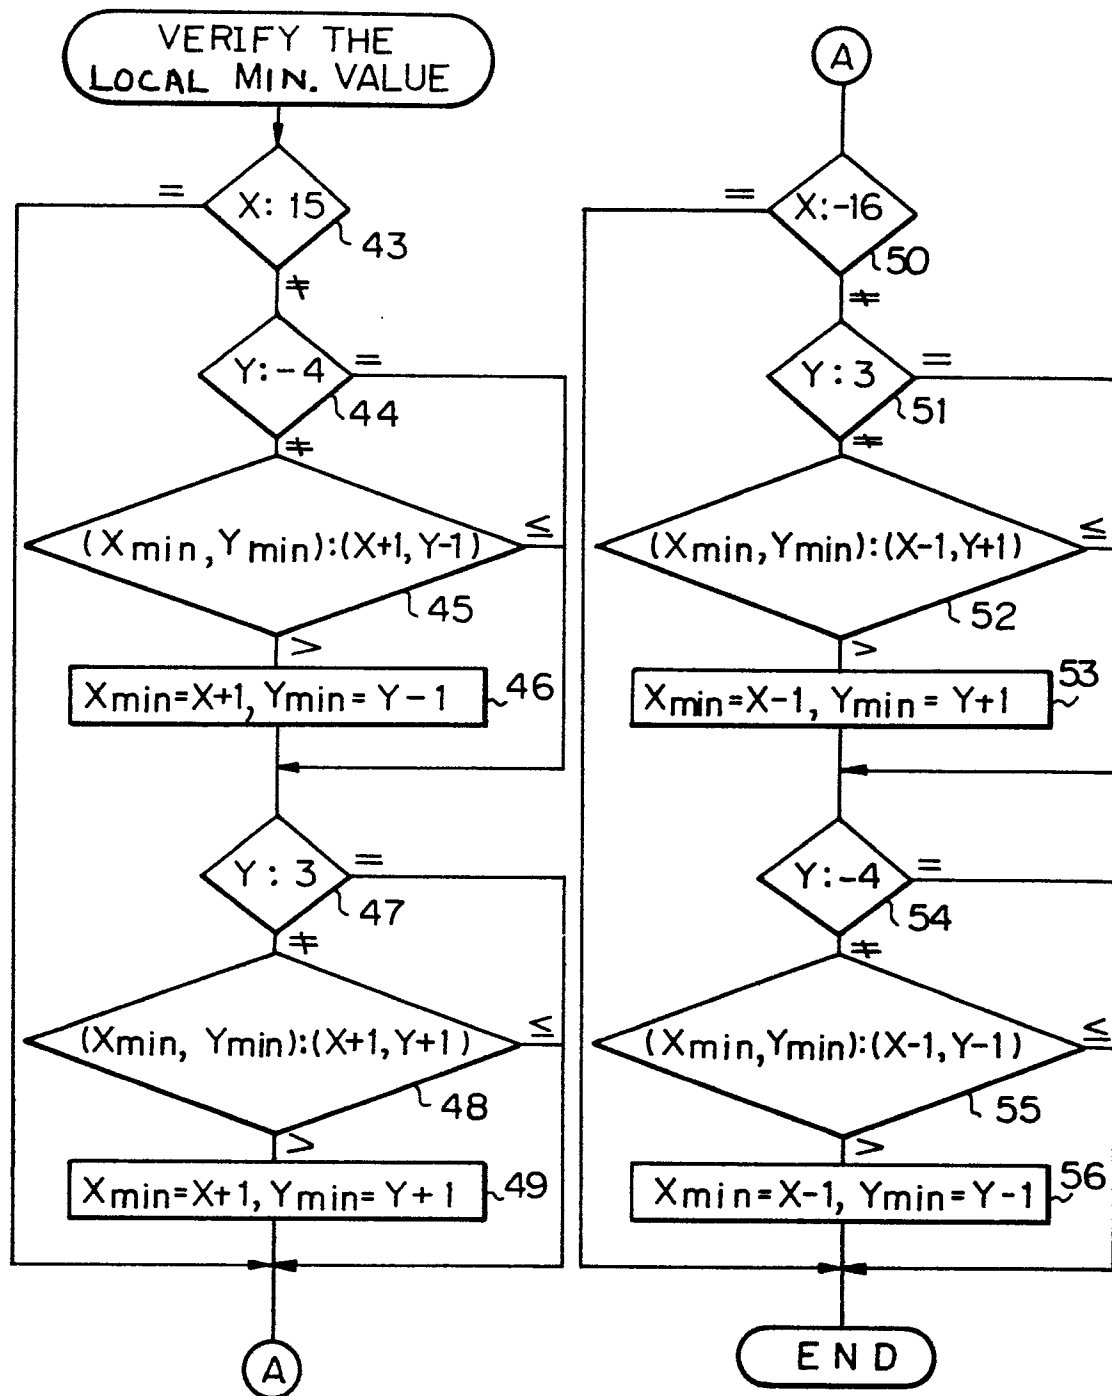 VERIFY THE
LOCAL MIN. VALUE
=
X: 15
43
≠
Y:-4
=
44
≠
(Xmin, Ymin):(X+1, Y-1)
≤
45
>
Xmin=X+1, Ymin= Y-1
46
Y: 3
=
47
≠
(Xmin, Ymin):(X+1, Y+1)
≤
48
>
Xmin=X+1, Ymin= Y+1
49
A
A
=
X:-16
50
≠
Y: 3
=
51
≠
(Xmin, Ymin):(X-1, Y+1)
≤
52
>
Xmin=X-1, Ymin= Y+1
53
Y:-4
=
54
≠
(Xmin, Ymin):(X-1, Y-1)
≤
55
>
Xmin=X-1, Ymin=Y-1
56
END